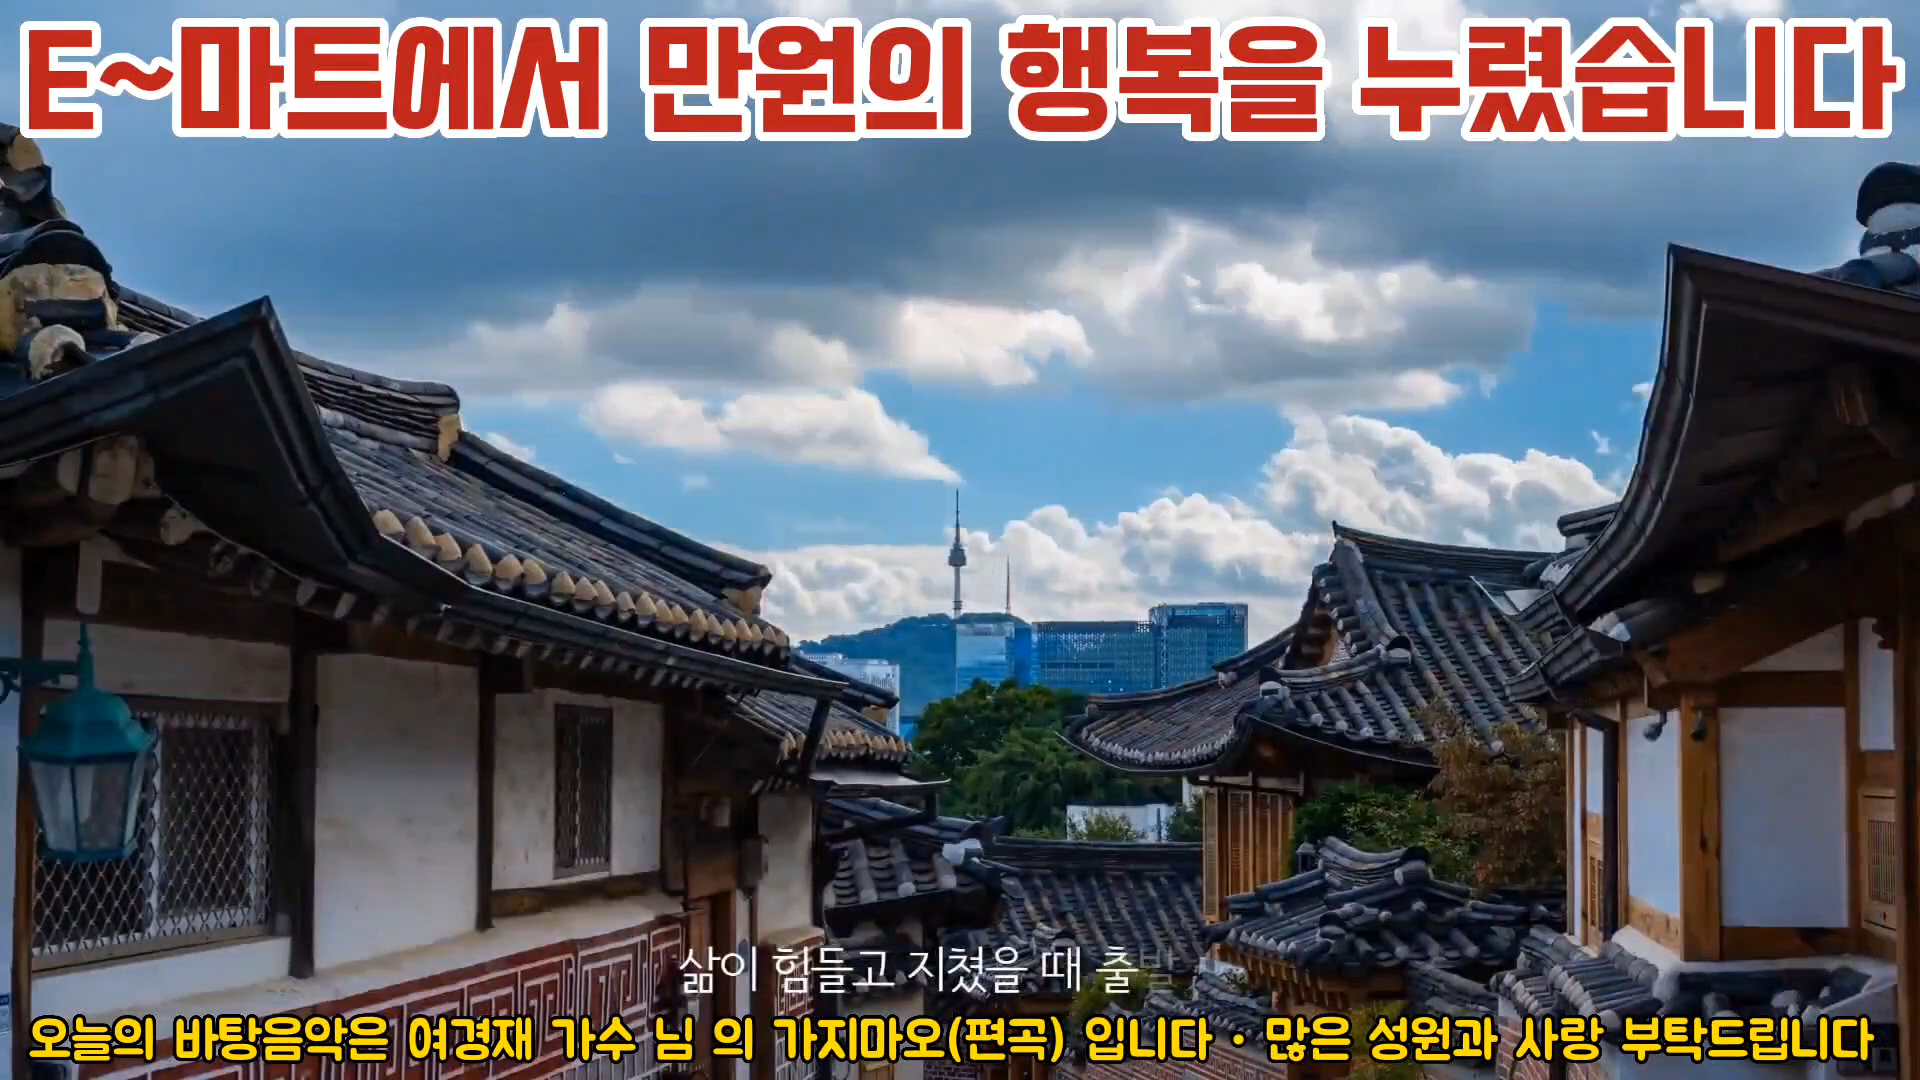 E~마트에서 만원의 행복을 누렸습니다
삶이 힘들고 지쳤을 때 출발
오늘의 바탕음악은 여경재 가수 님 의 가지마오(편곡) 입니다 · 많은 성원과 사랑 부탁드립니다